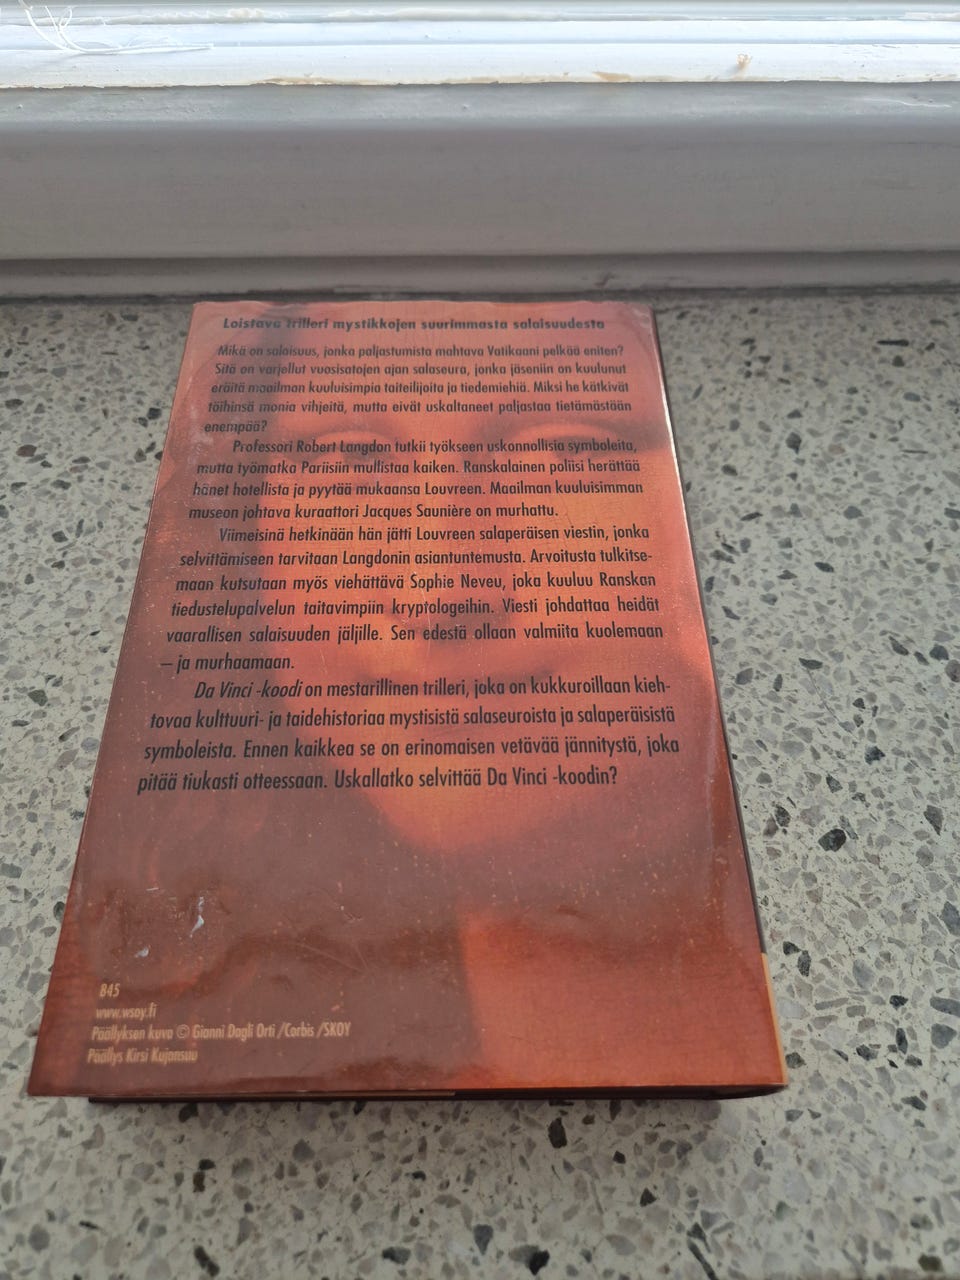 Loistava trilleri mystikkojen suurimmasta salaisuudesta
Mikä on salaisuus, jonka paljastumista mahtava Vatikaani pelkää eniten?
Sitä on varjellut vuosisatojen ajan salaseura, jonka jäseniin on kuulunut
eräitä maailman kuuluisimpia taiteilijoita ja tiedemiehiä. Miksi he kätkivät
töihinsä monia vihjeitä, mutta eivät uskaltaneet paljastaa tietämästään
enempää?
Professori Robert Langdon tutkii työkseen uskonnollisia symboleita,
mutta työmatka Pariisiin mullistaa kaiken. Ranskalainen poliisi herättää
hänet hotellista ja pyytää mukaansa Louvreen. Maailman kuuluisimman
museon johtava kuraattori Jacques Saunière on murhattu.
Viimeisinä hetkinään hän jätti Louvreen salaperäisen viestin, jonka
selvittämiseen tarvitaan Langdonin asiantuntemusta. Arvoitusta tulkitse-
maan kutsutaan myös viehättävä Sophie Neveu, joka kuuluu Ranskan
tiedustelupalvelun taitavimpiin kryptologeihin. Viesti johdattaa heidät
vaarallisen salaisuuden jäljille. Sen edestä ollaan valmiita kuolemaan
– ja murhaamaan.
Da Vinci -koodi on mestarillinen trilleri, joka on kukkuroillaan kieh-
tovaa kulttuuri- ja taidehistoriaa mystisistä salaseuroista ja salaperäisistä
symboleista. Ennen kaikkea se on erinomaisen vetävää jännitystä, joka
pitää tiukasti otteessaan. Uskallatko selvittää Da Vinci -koodin?
845
www.wsoy.fi
Päällyksen kuva © Gianni Dagli Orti /Corbis /SKOY
Päällys Kirsi Kujansuu